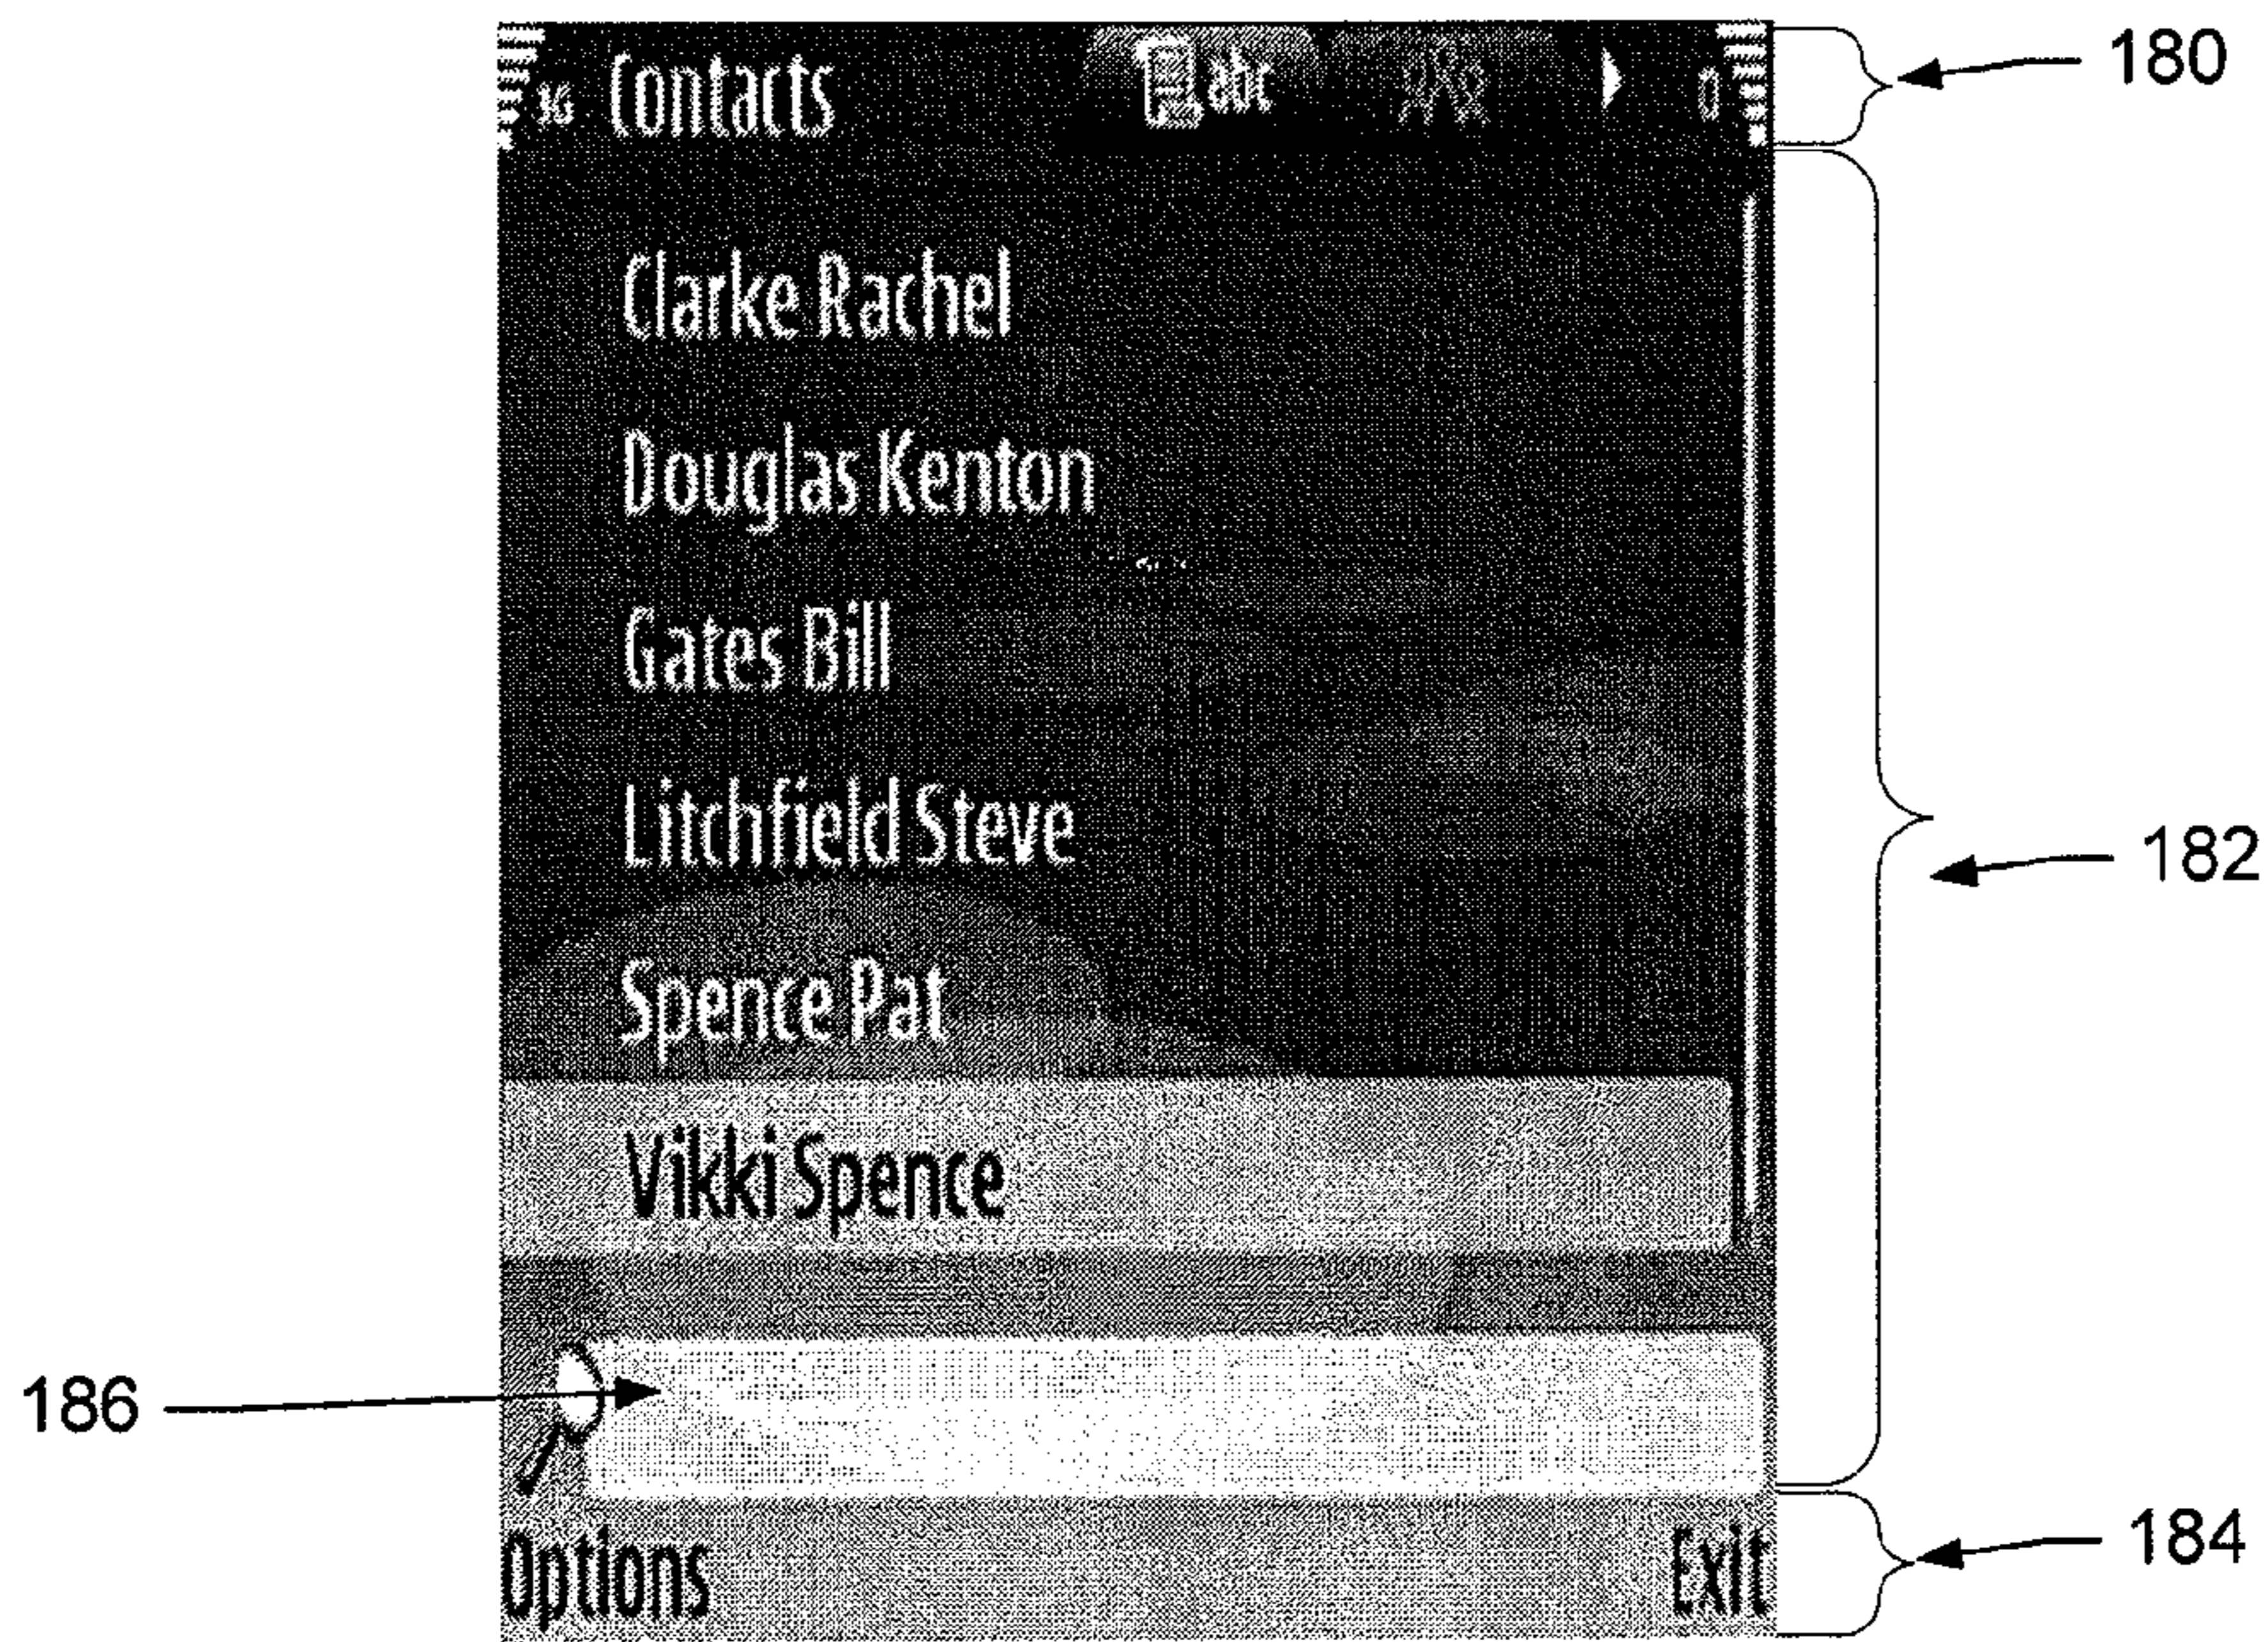 3G Contacts abc
180
Clarke Rachel
Douglas Kenton
Gates Bill
Litchfield Steve
182
Spence Pat
Vikki Spence
186
Options Exit
184